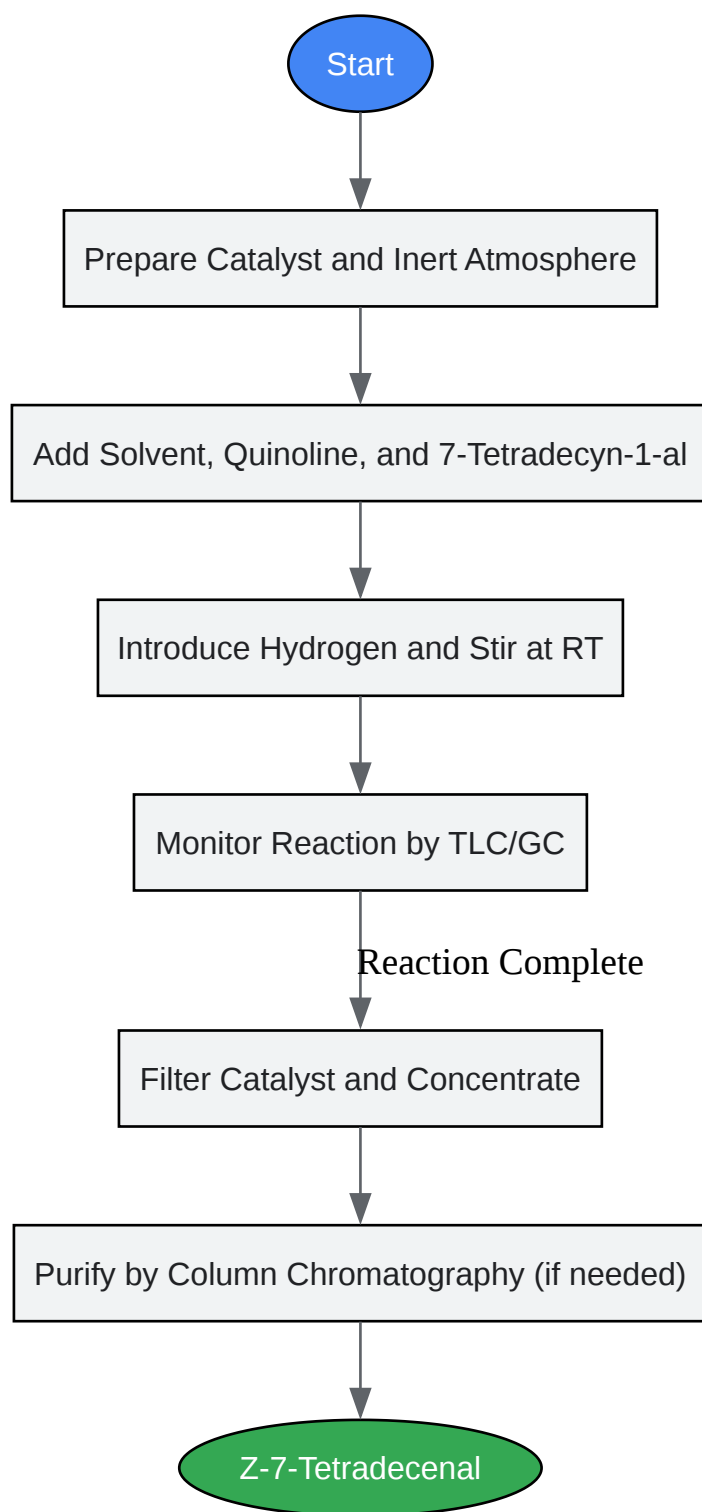 Start
Prepare Catalyst and Inert Atmosphere
Add Solvent, Quinoline, and 7-Tetradecyn-1-al
Introduce Hydrogen and Stir at RT
Monitor Reaction by TLC/GC
Reaction Complete
Filter Catalyst and Concentrate
Purify by Column Chromatography (if needed)
Z-7-Tetradecenal